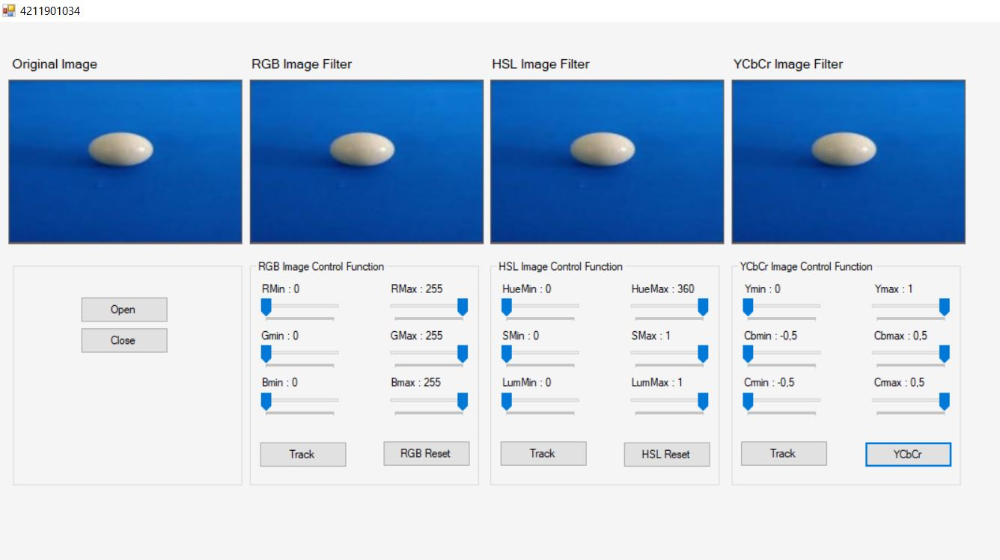 4211901034
Original Image
RGB Image Filter
HSL Image Filter
YCbCr Image Filter
Open
Close
RGB Image Control Function
RMin : 0
RMax : 255
Gmin : 0
GMax : 255
Bmin : 0
Bmax : 255
Track
RGB Reset
HSL Image Control Function
HueMin : 0
HueMax : 360
SMin : 0
SMax : 1
LumMin : 0
LumMax : 1
Track
HSL Reset
YCbCr Image Control Function
Ymin : 0
Ymax : 1
Cbmin : -0,5
Cbmax : 0,5
Crmin : -0,5
Crmax : 0,5
Track
YCbCr